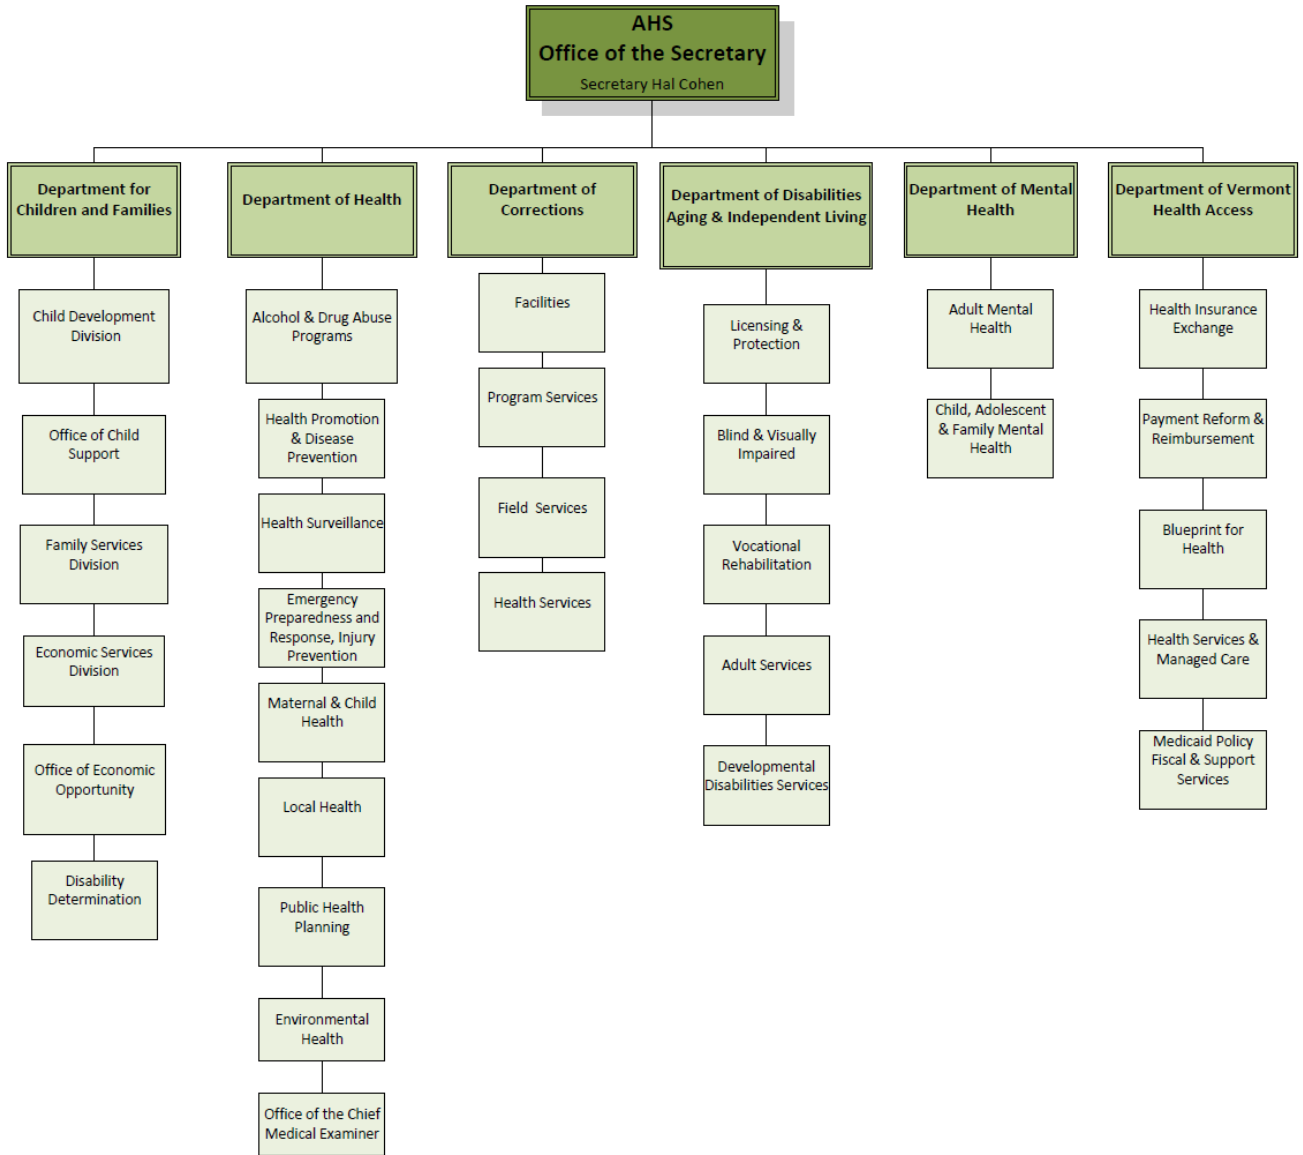 AHS
Office of the Secretary
Secretary Hal Cohen
Department for
Children and Families
Child Development
Division
Office of Child
Support
Family Services
Division
Economic Services
Division
Office of Economic
Opportunity
Disability
Determination
Department of Health
Alcohol & Drug Abuse
Programs
Health Promotion
& Disease
Prevention
Health Surveillance
Emergency
Preparedness and
Response, Injury
Prevention
Maternal & Child
Health
Local Health
Public Health
Planning
Environmental
Health
Office of the Chief
Medical Examiner
Department of
Corrections
Facilities
Program Services
Field Services
Health Services
Department of Disabilities
Aging & Independent Living
Licensing &
Protection
Blind & Visually
Impaired
Vocational
Rehabilitation
Adult Services
Developmental
Disabilities Services
Department of Mental
Health
Adult Mental
Health
Child, Adolescent
& Family Mental
Health
Department of Vermont
Health Access
Health Insurance
Exchange
Payment Reform &
Reimbursement
Blueprint for
Health
Health Services &
Managed Care
Medicaid Policy
Fiscal & Support
Services